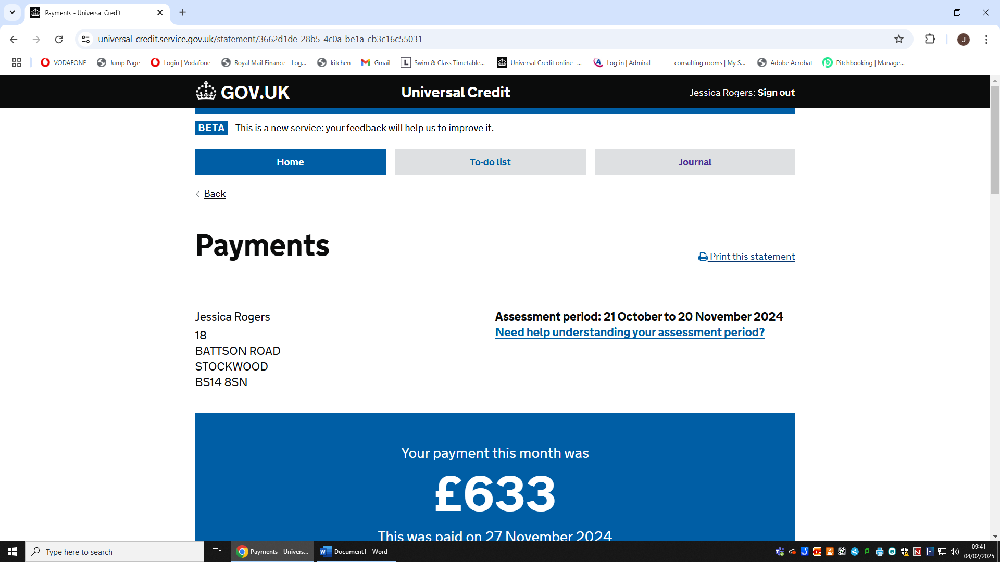 Payments - Universal Credit
universal-credit.service.gov.uk/statement/3662d1de-28b5-4c0a-be1a-cb3c16c55031
J
VODAFONE
Jump Page
Login | Vodafone
Royal Mail Finance - Log...
kitchen
Gmail
L
Swim & Class Timetable...
Universal Credit online -...
Log in | Admiral
consulting rooms | My S...
Adobe Acrobat
Pitchbooking | Manage...
GOV.UK
Universal Credit
Jessica Rogers: Sign out
BETA
This is a new service: your feedback will help us to improve it.
Home
To-do list
Journal
Back
Payments
Print this statement
Jessica Rogers
18
BATTSON ROAD
STOCKWOOD
BS14 8SN
Assessment period: 21 October to 20 November 2024
Need help understanding your assessment period?
Your payment this month was
£633
This was paid on 27 November 2024
Type here to search
Payments - Univers...
Document1 - Word
09:41
04/02/2025